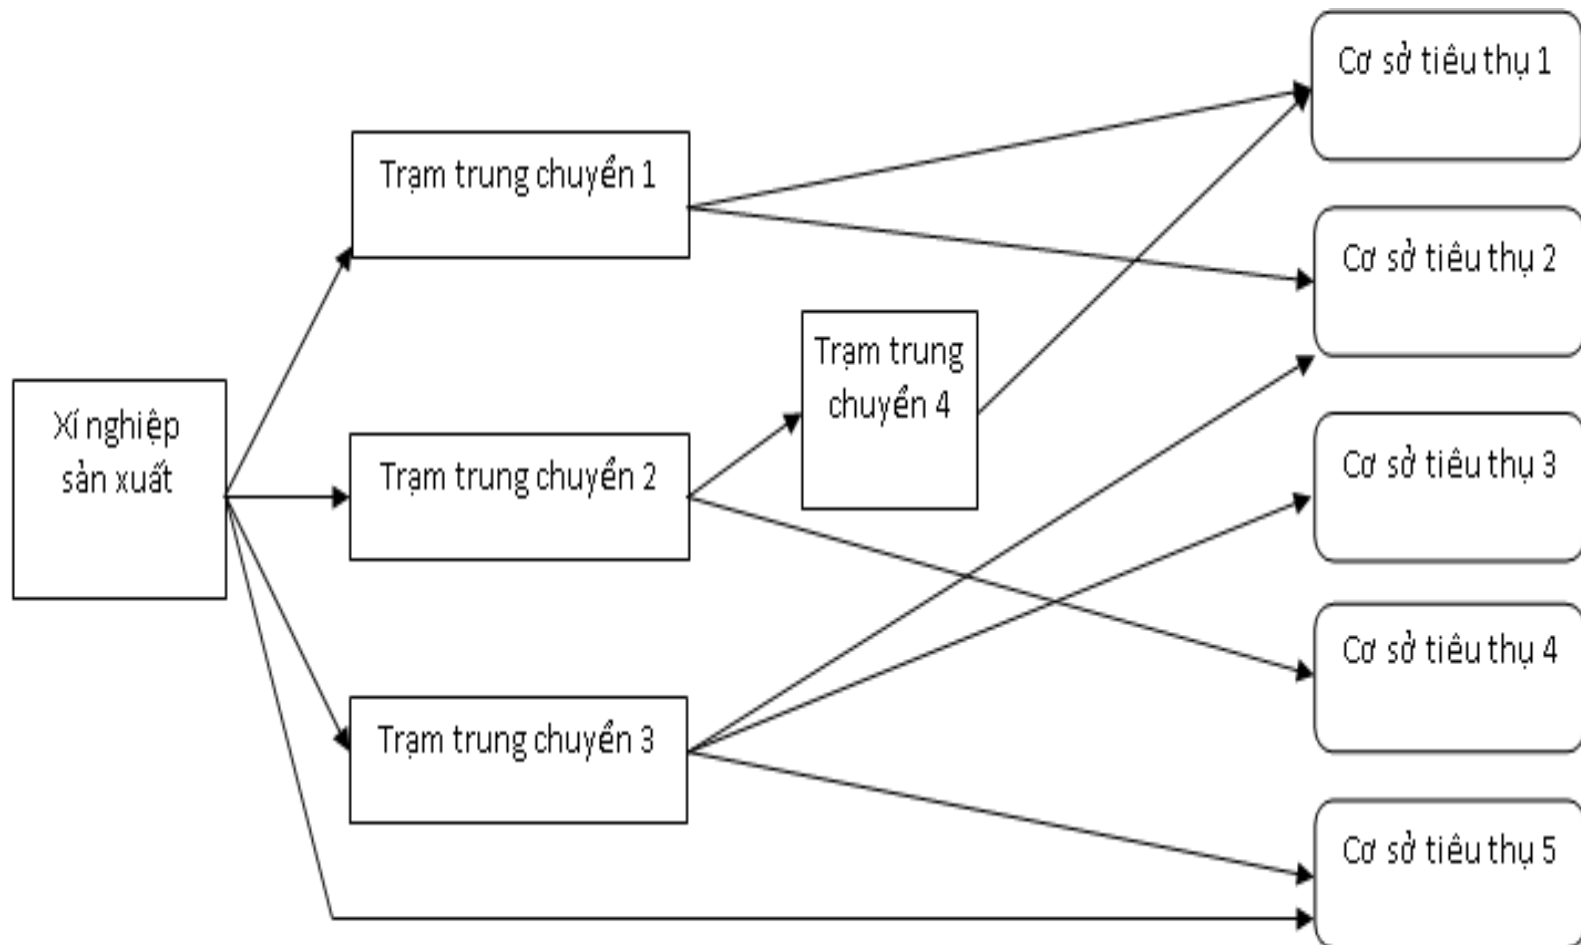 Cơ sở tiêu thụ 1
Trạm trung chuyển 1
Cơ sở tiêu thụ 2
Trạm trung
chuyển 4
Xí nghiệp
sản xuất
Trạm trung chuyển 2
Cơ sở tiêu thụ 3
Cơ sở tiêu thụ 4
Trạm trung chuyển 3
Cơ sở tiêu thụ 5